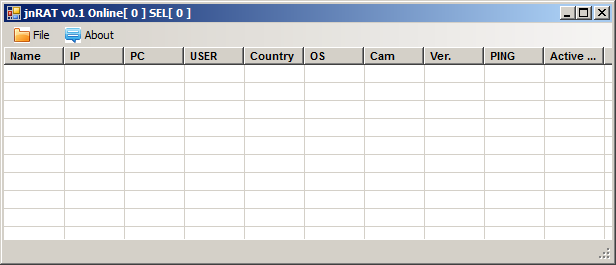 jnRAT v0.1 Online[ 0 ] SEL[ 0 ]
File About
Name IP PC USER Country OS Cam Ver. PING Active ...